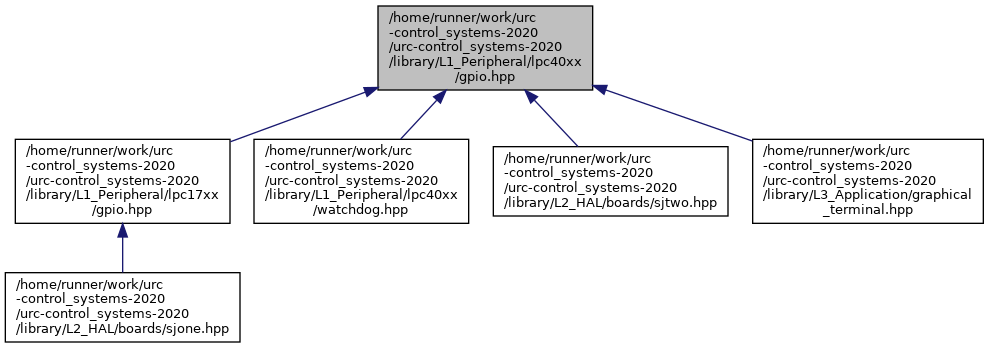 /home/runner/work/urc
-control_systems-2020
/urc-control_systems-2020
/library/L1_Peripheral/lpc40xx
/gpio.hpp
/home/runner/work/urc
-control_systems-2020
/urc-control_systems-2020
/library/L1_Peripheral/lpc17xx
/gpio.hpp
/home/runner/work/urc
-control_systems-2020
/urc-control_systems-2020
/library/L1_Peripheral/lpc40xx
/watchdog.hpp
/home/runner/work/urc
-control_systems-2020
/urc-control_systems-2020
/library/L2_HAL/boards/sjtwo.hpp
/home/runner/work/urc
-control_systems-2020
/urc-control_systems-2020
/library/L3_Application/graphical
_terminal.hpp
/home/runner/work/urc
-control_systems-2020
/urc-control_systems-2020
/library/L2_HAL/boards/sjone.hpp